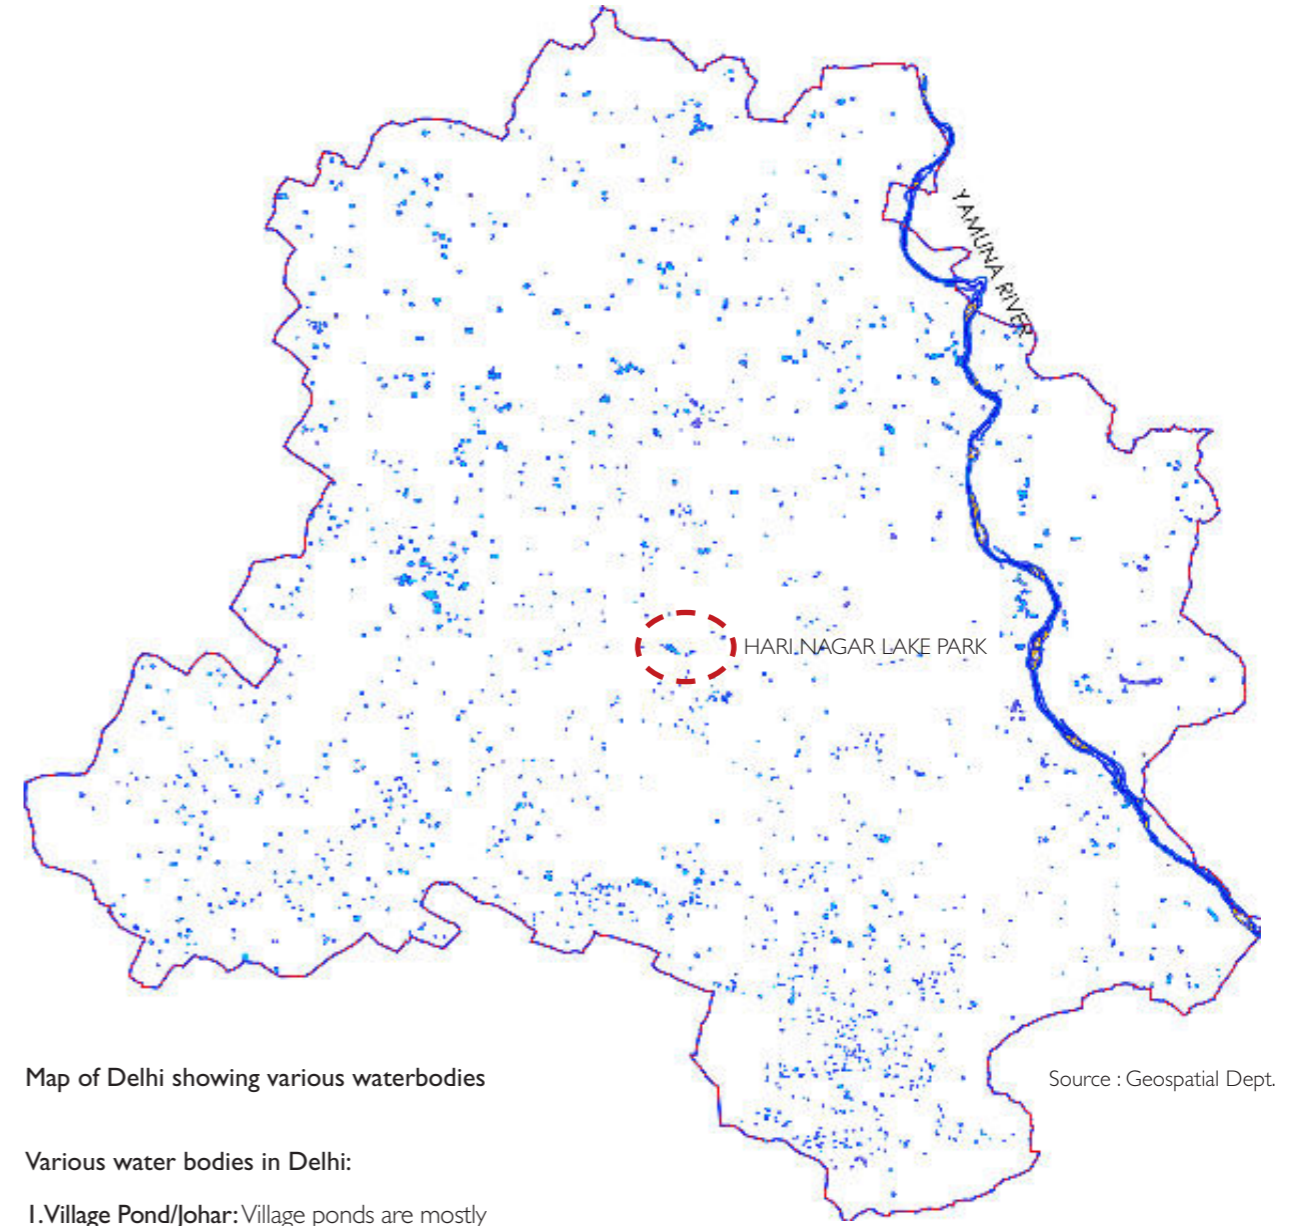 YAMUNA RIVER
HARI NAGAR LAKE PARK
Map of Delhi showing various waterbodies
Source : Geospatial Dept.
Various water bodies in Delhi:
1. Village Pond/Johar: Village ponds are mostly